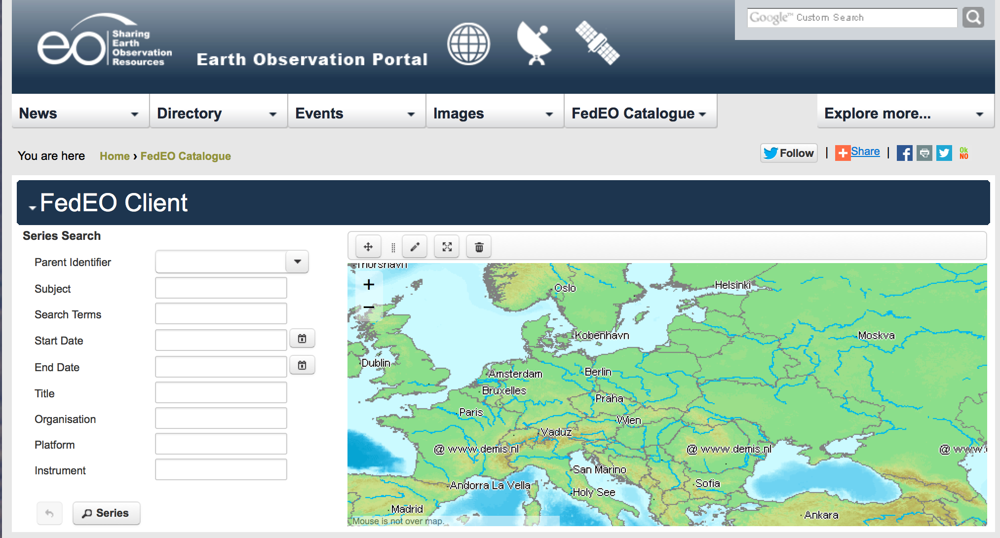 Google™ Custom Search
eo Sharing
Earth
Observation
Resources
Earth Observation Portal
News
Directory
Events
Images
FedEO Catalogue
Explore more...
You are here Home › FedEO Catalogue
Follow | Share |
Ok
NO
FedEO Client
Series Search
Parent Identifier
Subject
Search Terms
Start Date
End Date
Title
Organisation
Platform
Instrument
Series
+
−
Thorshavn
Oslo
Helsinki
Kobenhavn
Moskva
Dublin
Amsterdam
Berlin
Bruxelles
Praha
Paris
Wien
Vaduz
@ www.demis.nl
@ www.demis.nl
@ www.
San Marino
Andorra La Vella
Sofia
Holy See
Madrid
Ankara
Mouse is not over map.